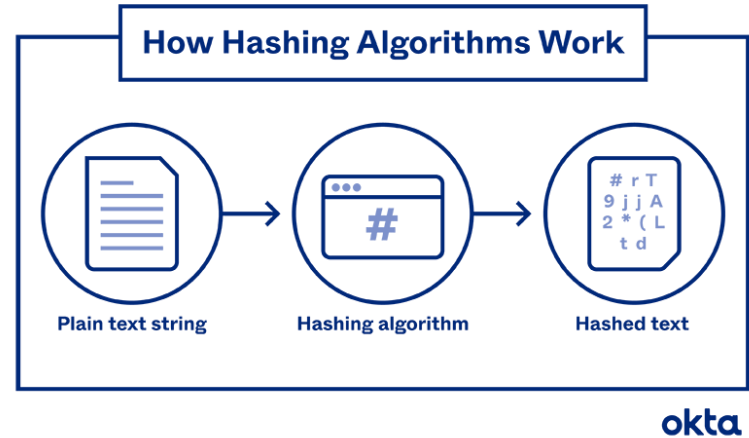 How Hashing Algorithms Work
#
# r T
9 j j A
2 * ( L
t d
Plain text string
Hashing algorithm
Hashed text
okta